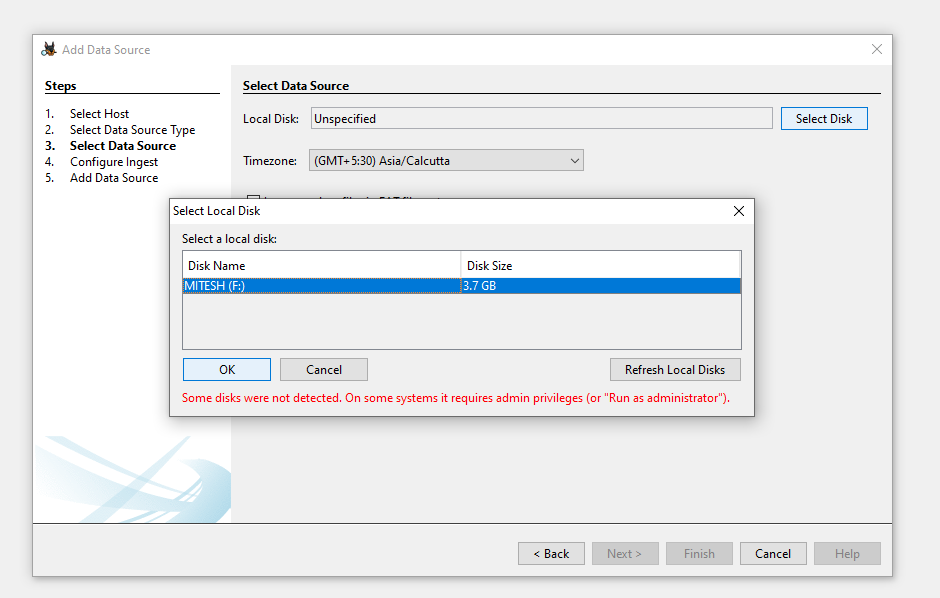 Add Data Source
Steps
1. Select Host
2. Select Data Source Type
3. Select Data Source
4. Configure Ingest
5. Add Data Source
Select Data Source
Local Disk: Unspecified Select Disk
Timezone: (GMT+5:30) Asia/Calcutta
Select Local Disk
Select a local disk:
Disk Name Disk Size
MITESH (F:) 3.7 GB
OK Cancel Refresh Local Disks
Some disks were not detected. On some systems it requires admin privileges (or "Run as administrator").
< Back Next > Finish Cancel Help